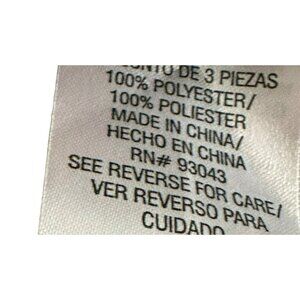 DE 3 PIEZAS
100% POLYESTER/
100% POLIESTER
MADE IN CHINA/
HECHO EN CHINA
RN# 93043
SEE REVERSE FOR CARE/
VER REVERSO PARA
CUIDADO